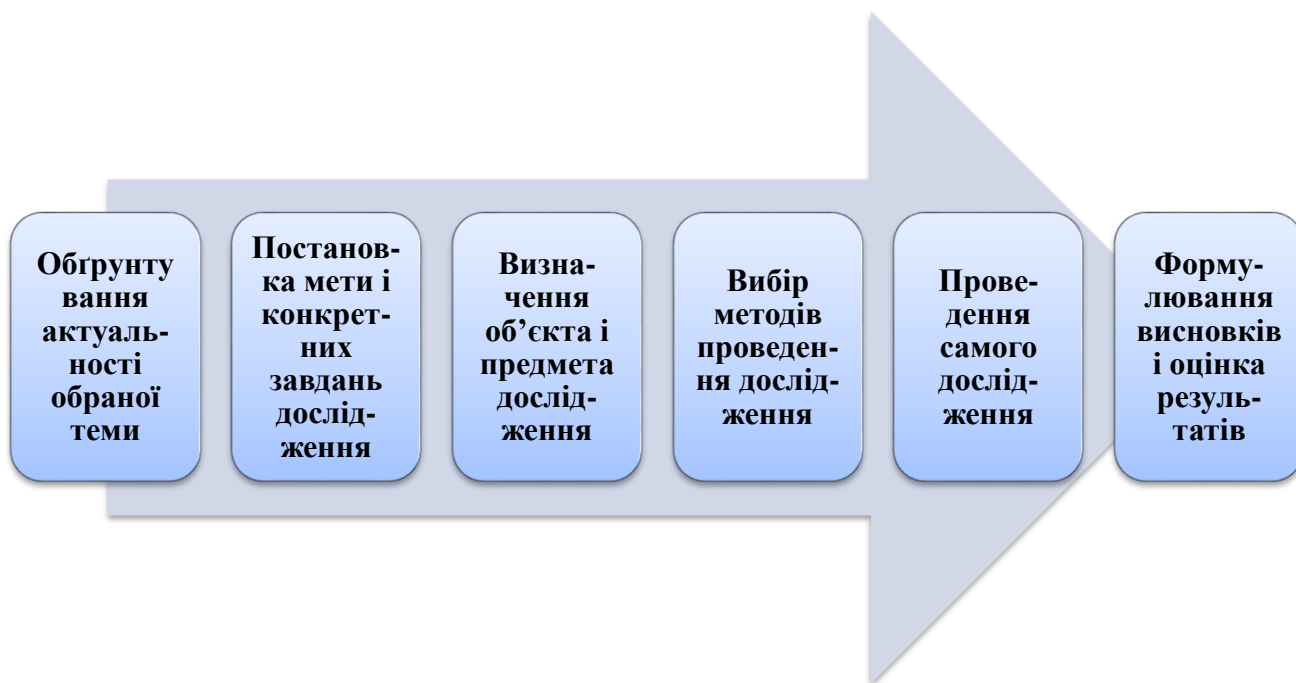 Обґрунту
вання
актуаль-
ності
обраної
теми
Постанов-
ка мети і
конкрет-
них
завдань
дослід-
ження
Визна-
чення
об’єкта і
предмета
дослід-
ження
Вибір
методів
проведен-
ня дослід-
ження
Прове-
дення
самого
дослід-
ження
Форму-
лювання
висновків
і оцінка
резуль-
татів